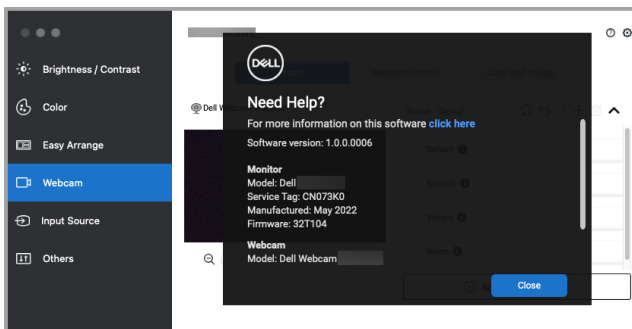 Brightness / Contrast
Color
Easy Arrange
Webcam
Input Source
Others
DELL
Need Help?
For more information on this software click here
Software version: 1.0.0.0006
Monitor
Model: Dell
Service Tag: CN073K0
Manufactured: May 2022
Firmware: 32T104
Webcam
Model: Dell Webcam
Close
Dell Web
Default
Smooth
Vibrant
Warm